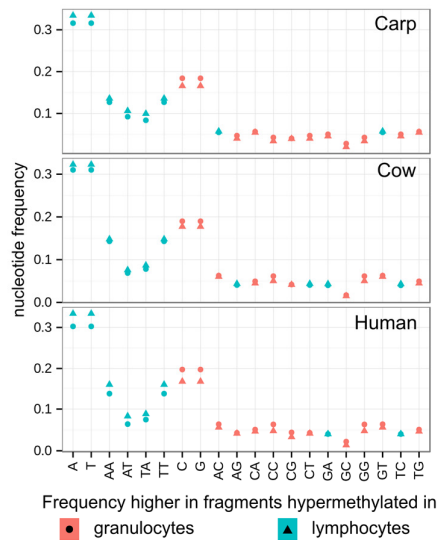 Carp
0.3
0.2
0.1
Cow
0.3
0.2
0.1
0.0
Human
0.3
0.2
0.1
0.0
nucleotide frequency
A T AA AT TA TT C G AC AG CA CC CG CT GA GC GG GT TC TG
Frequency higher in fragments hypermethylated in
granulocytes lymphocytes